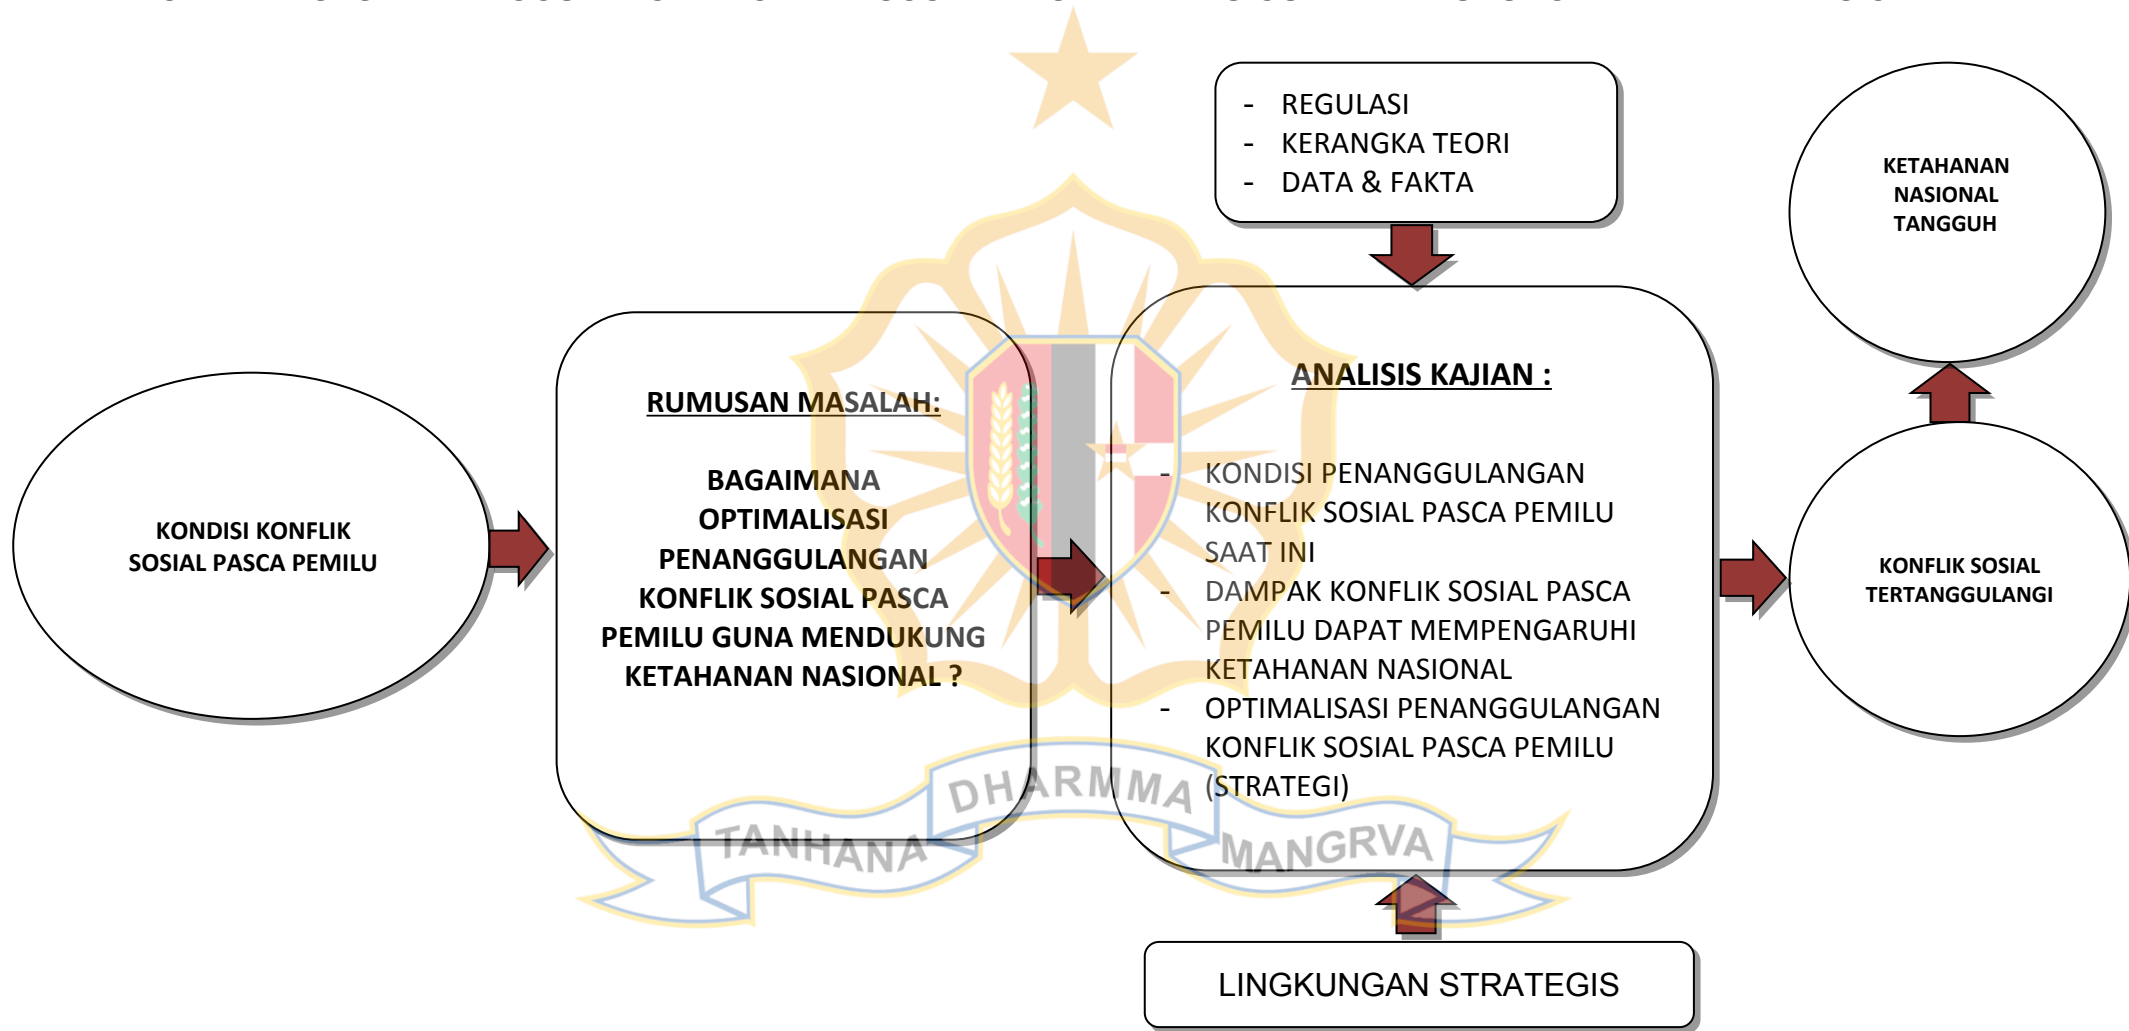 - REGULASI
- KERANGKA TEORI
- DATA & FAKTA
KETAHANAN
NASIONAL
TANGGUH
KONDISI KONFLIK
SOSIAL PASCA PEMILU
RUMUSAN MASALAH:
BAGAIMANA
OPTIMALISASI
PENANGGULANGAN
KONFLIK SOSIAL PASCA
PEMILU GUNA MENDUKUNG
KETAHANAN NASIONAL ?
ANALISIS KAJIAN :
- KONDISI PENANGGULANGAN
KONFLIK SOSIAL PASCA PEMILU
SAAT INI
- DAMPAK KONFLIK SOSIAL PASCA
PEMILU DAPAT MEMPENGARUHI
KETAHANAN NASIONAL
- OPTIMALISASI PENANGGULANGAN
KONFLIK SOSIAL PASCA PEMILU
(STRATEGI)
KONFLIK SOSIAL
TERTANGGULANGI
TANHANA DHARMMA MANGRVA
LINGKUNGAN STRATEGIS